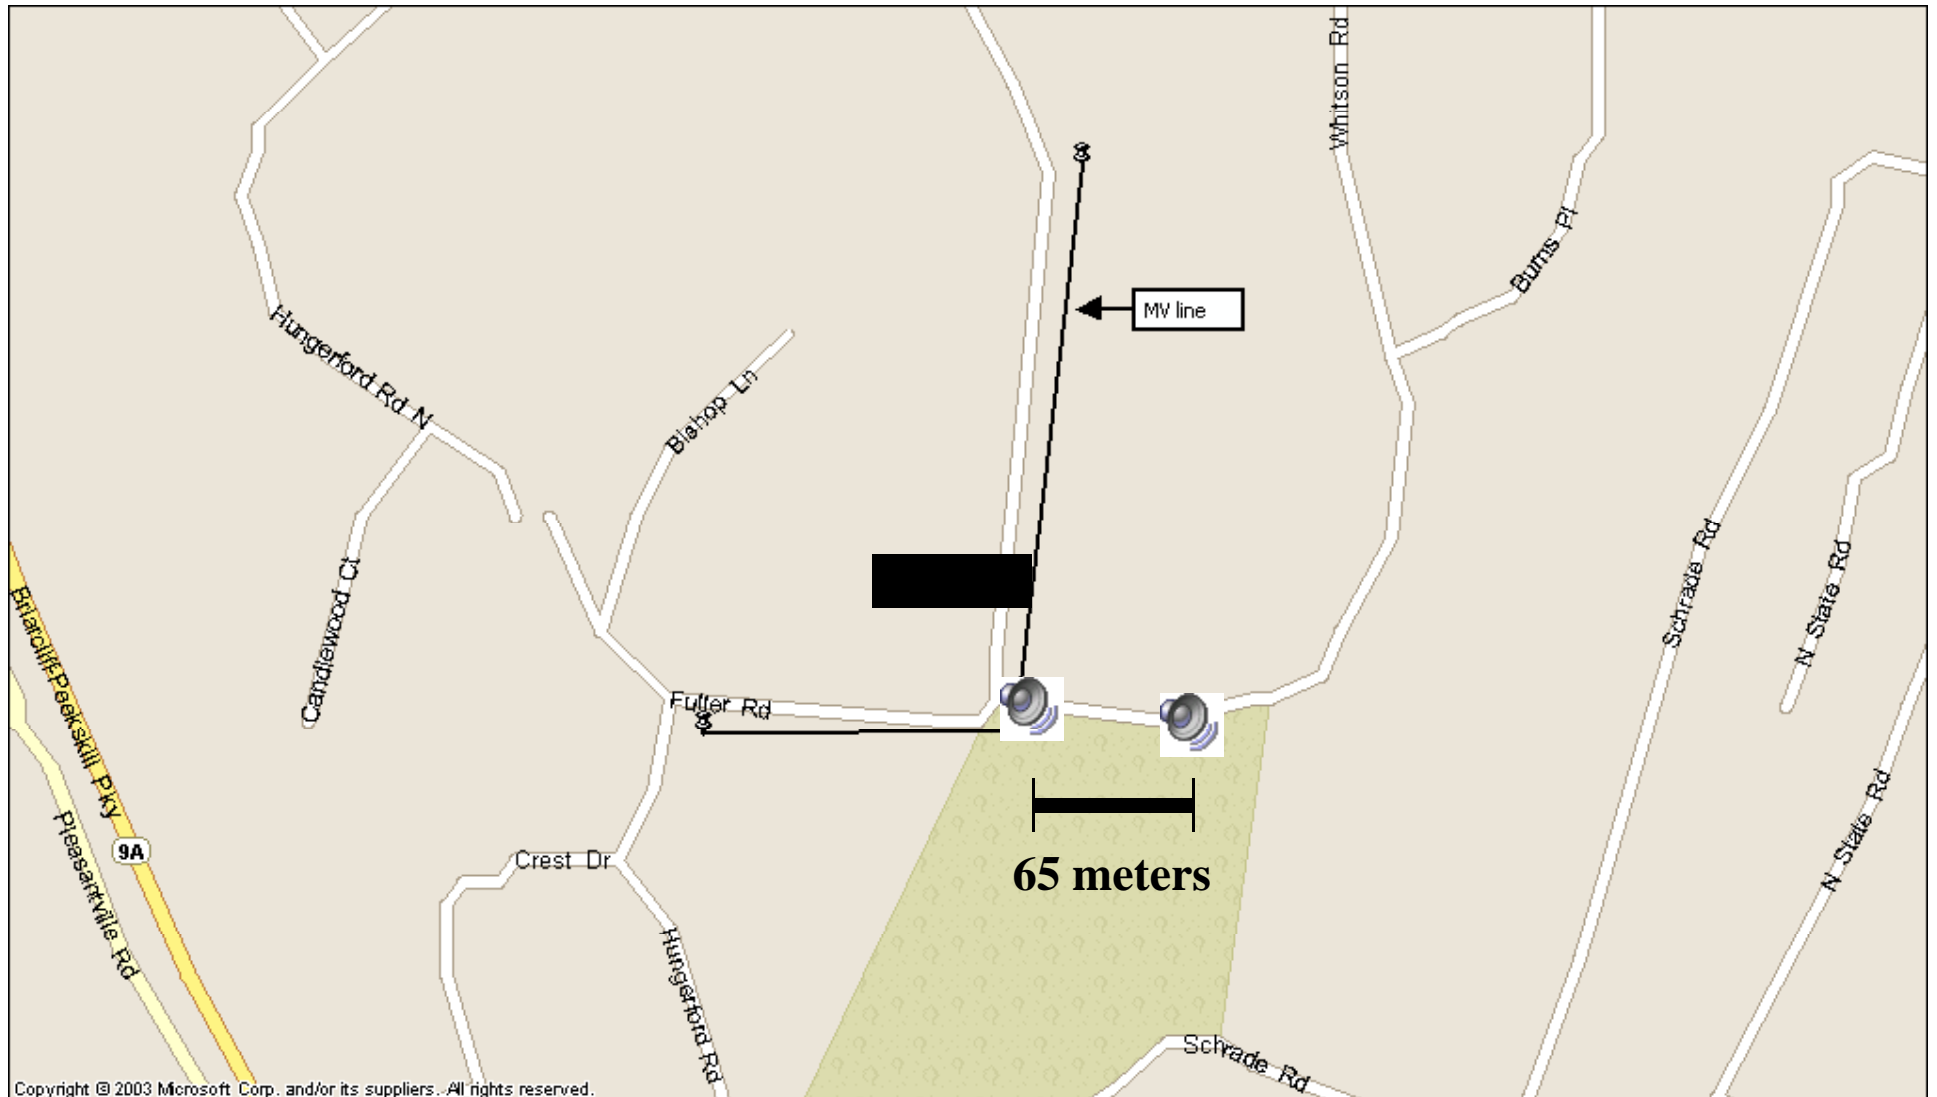 Whitson Rd
Burns Pl
MV line
Hungerford Rd N
Bishop Ln
Candlewood Ct
Schrade Rd
N State Rd
Briarcliff-Peekskill Pky
Fuller Rd
9A
Pleasantville Rd
Crest Dr
65 meters
N State Rd
Hungerford Rd
Schrade Rd
Copyright © 2003 Microsoft Corp. and/or its suppliers. All rights reserved.